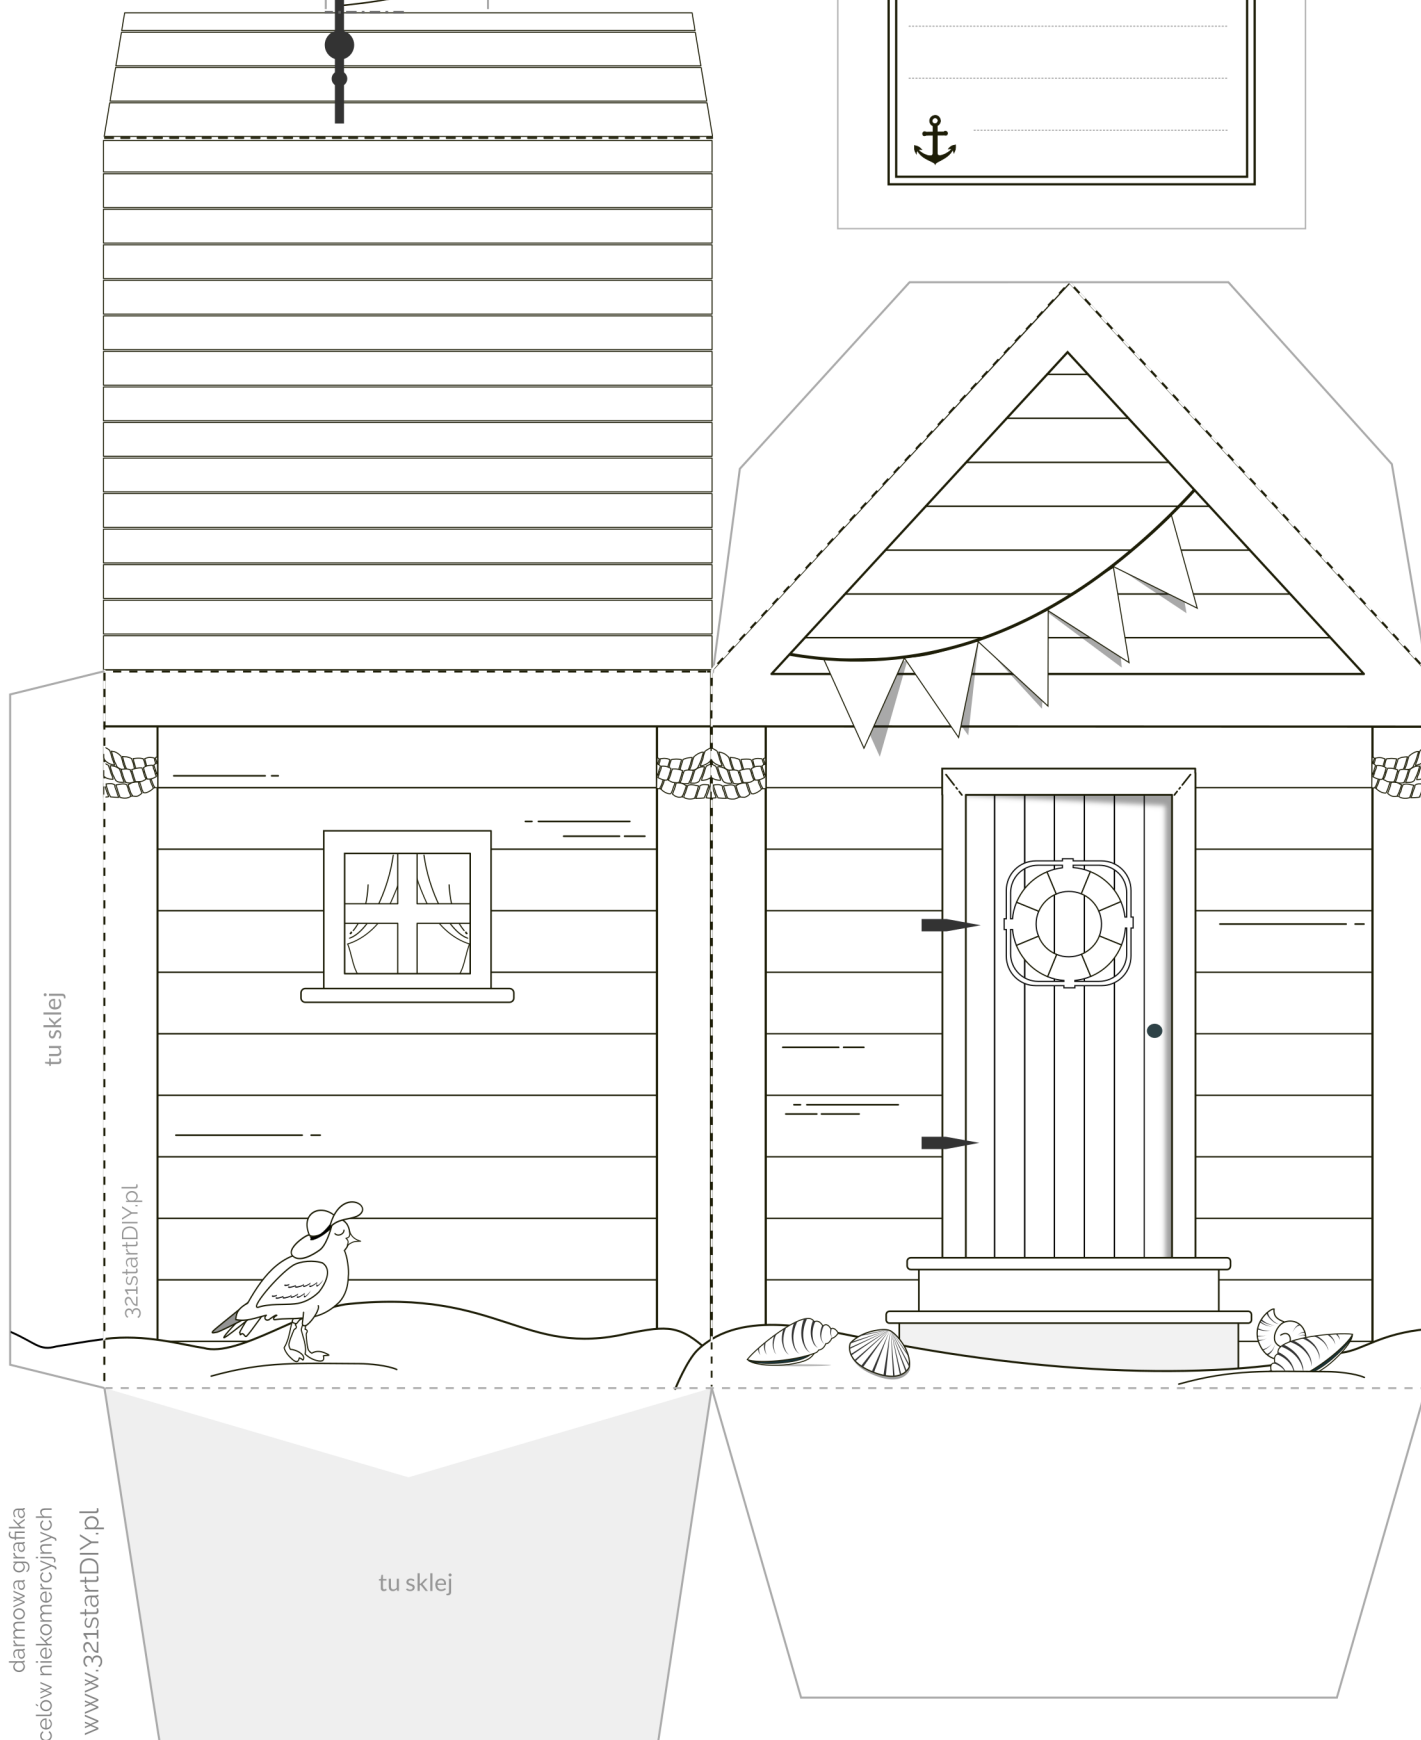 tu sklej
321startDIY.pl
tu sklej
darmowa grafika
celów niekomercyjnych
www.321startDIY.pl